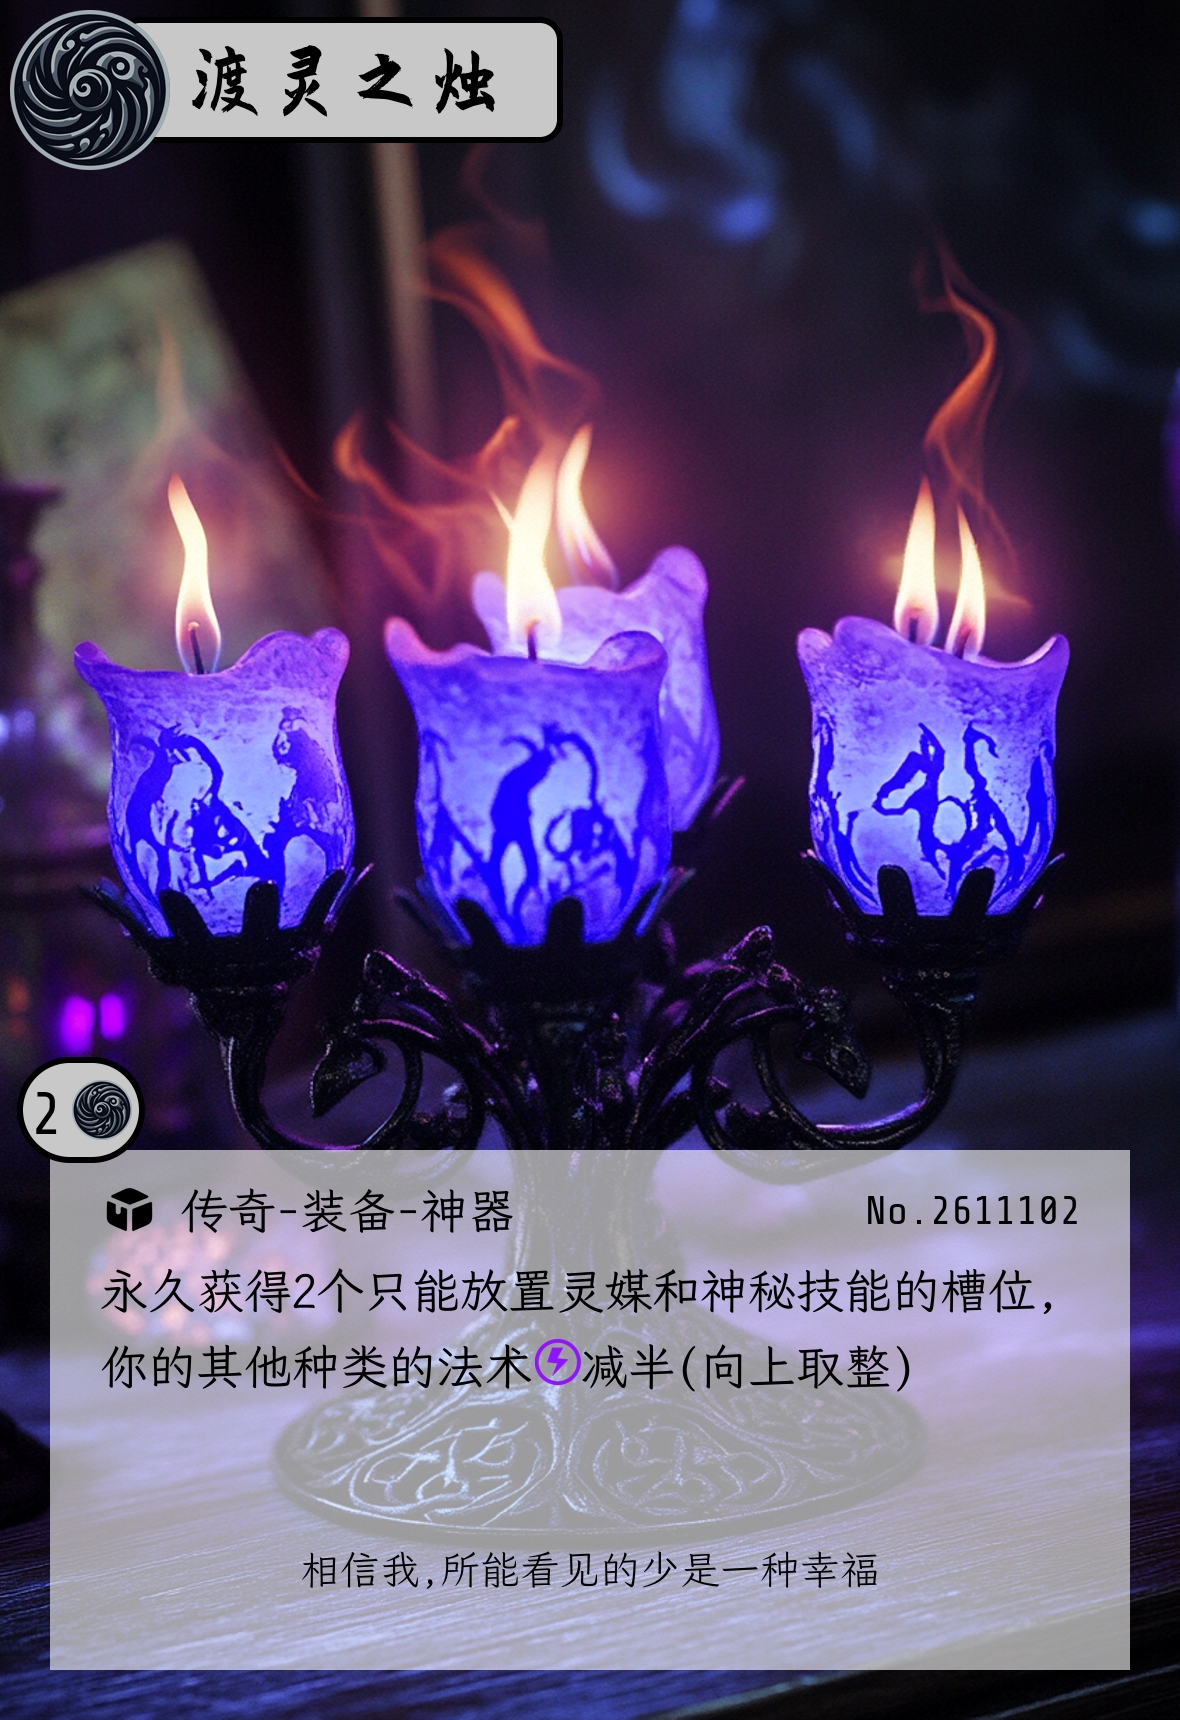 渡灵之烛
2
传奇-装备-神器
No.2611102
永久获得2个只能放置灵媒和神秘技能的槽位,
你的其他种类的法术减半(向上取整)
相信我,所能看见的少是一种幸福